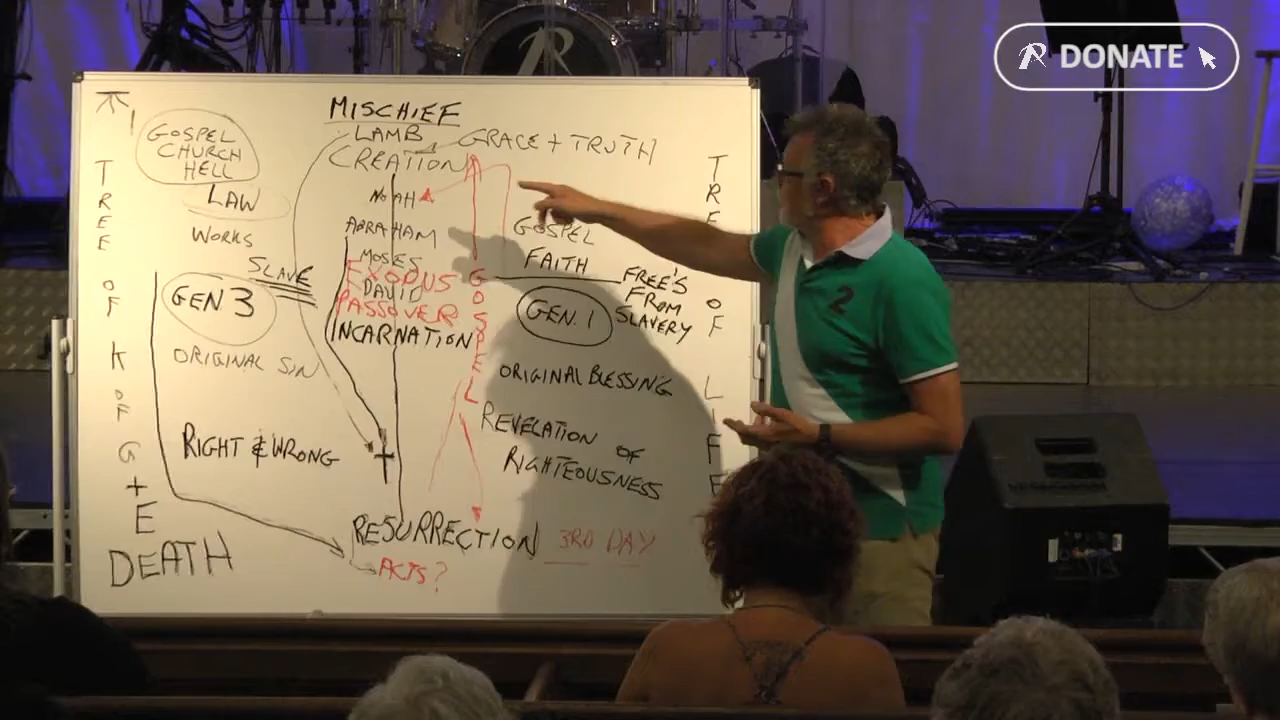 DONATE
MISCHIEF
LAMB
GRACE + TRUTH
CREATION
NOAH
ABRAHAM
MOSES
EXODUS
DAVID
PASSOVER
INCARNATION
RESURRECTION 3RD DAY
ACTS?
GOSPEL
GOSPEL
CHURCH
HELL
LAW
WORKS
SLAVE
GEN 3
ORIGINAL SIN
RIGHT & WRONG
TREE OF K OF G + E
DEATH
GOSPEL
FAITH
FREE'S
FROM
SLAVERY
GEN. 1
ORIGINAL BLESSING
REVELATION OF
RIGHTEOUSNESS
TREE OF LIFE
2